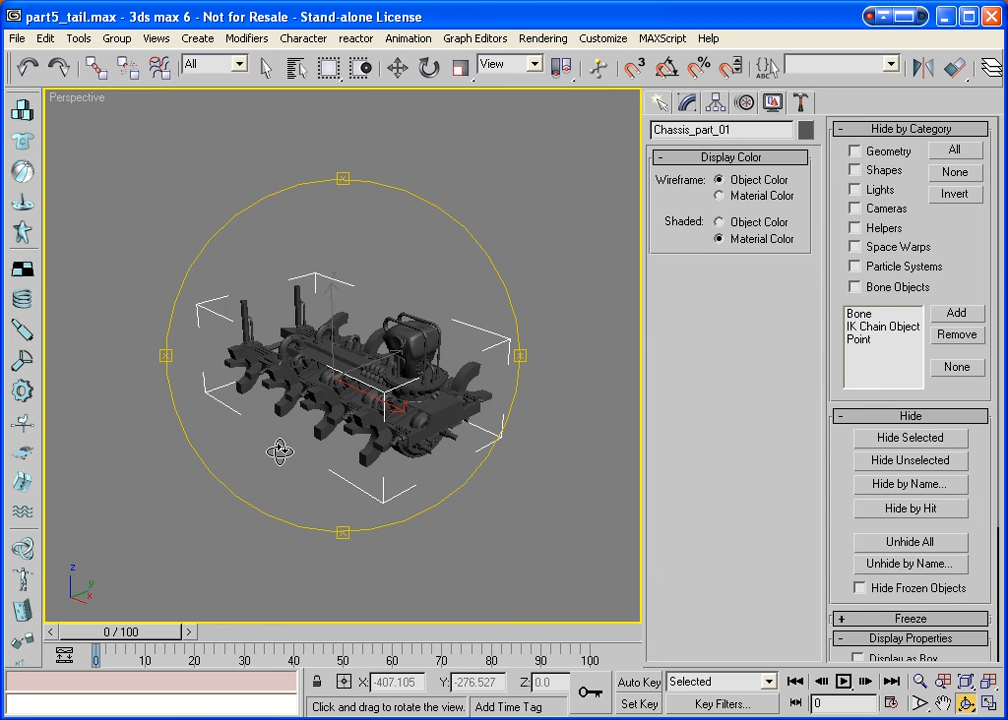 part5_tail.max - 3ds max 6 - Not for Resale - Stand-alone License
File Edit Tools Group Views Create Modifiers Character reactor Animation Graph Editors Rendering Customize MAXScript Help
All
View
3
%
ABC
Perspective
Chassis_part_01
- Display Color
Wireframe: Object Color
Material Color
Shaded: Object Color
Material Color
- Hide by Category
Geometry All
Shapes None
Lights Invert
Cameras
Helpers
Space Warps
Particle Systems
Bone Objects
Bone
IK Chain Object
Point
Add
Remove
None
- Hide
Hide Selected
Hide Unselected
Hide by Name...
Hide by Hit
Unhide All
Unhide by Name...
Hide Frozen Objects
+ Freeze
- Display Properties
Display as Box
z
y
x
< 0 / 100 >
0 10 20 30 40 50 60 70 80 90 100
X: -407.105 Y: -276.527 Z: 0.0
Auto Key Selected
Set Key Key Filters...
0
Click and drag to rotate the view.
Add Time Tag